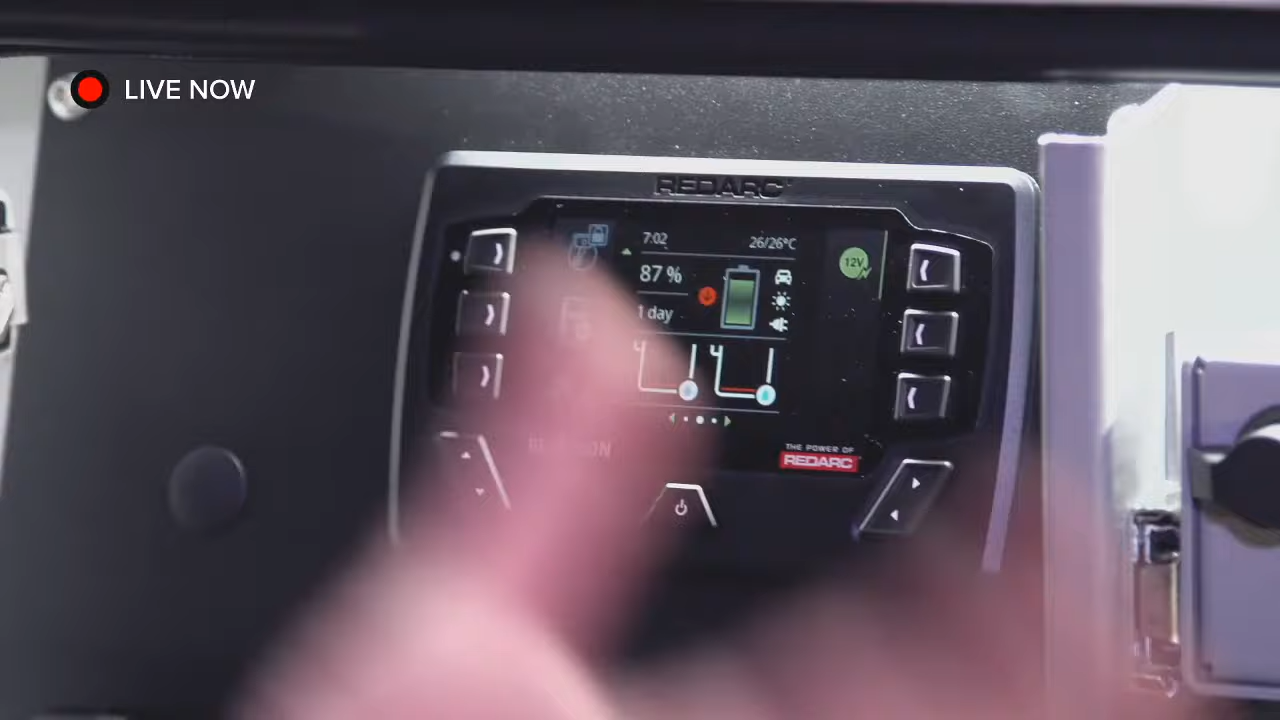 LIVE NOW
REDARC
7:02
26/26°C
87 %
12V
1 day
THE POWER OF
REDARC